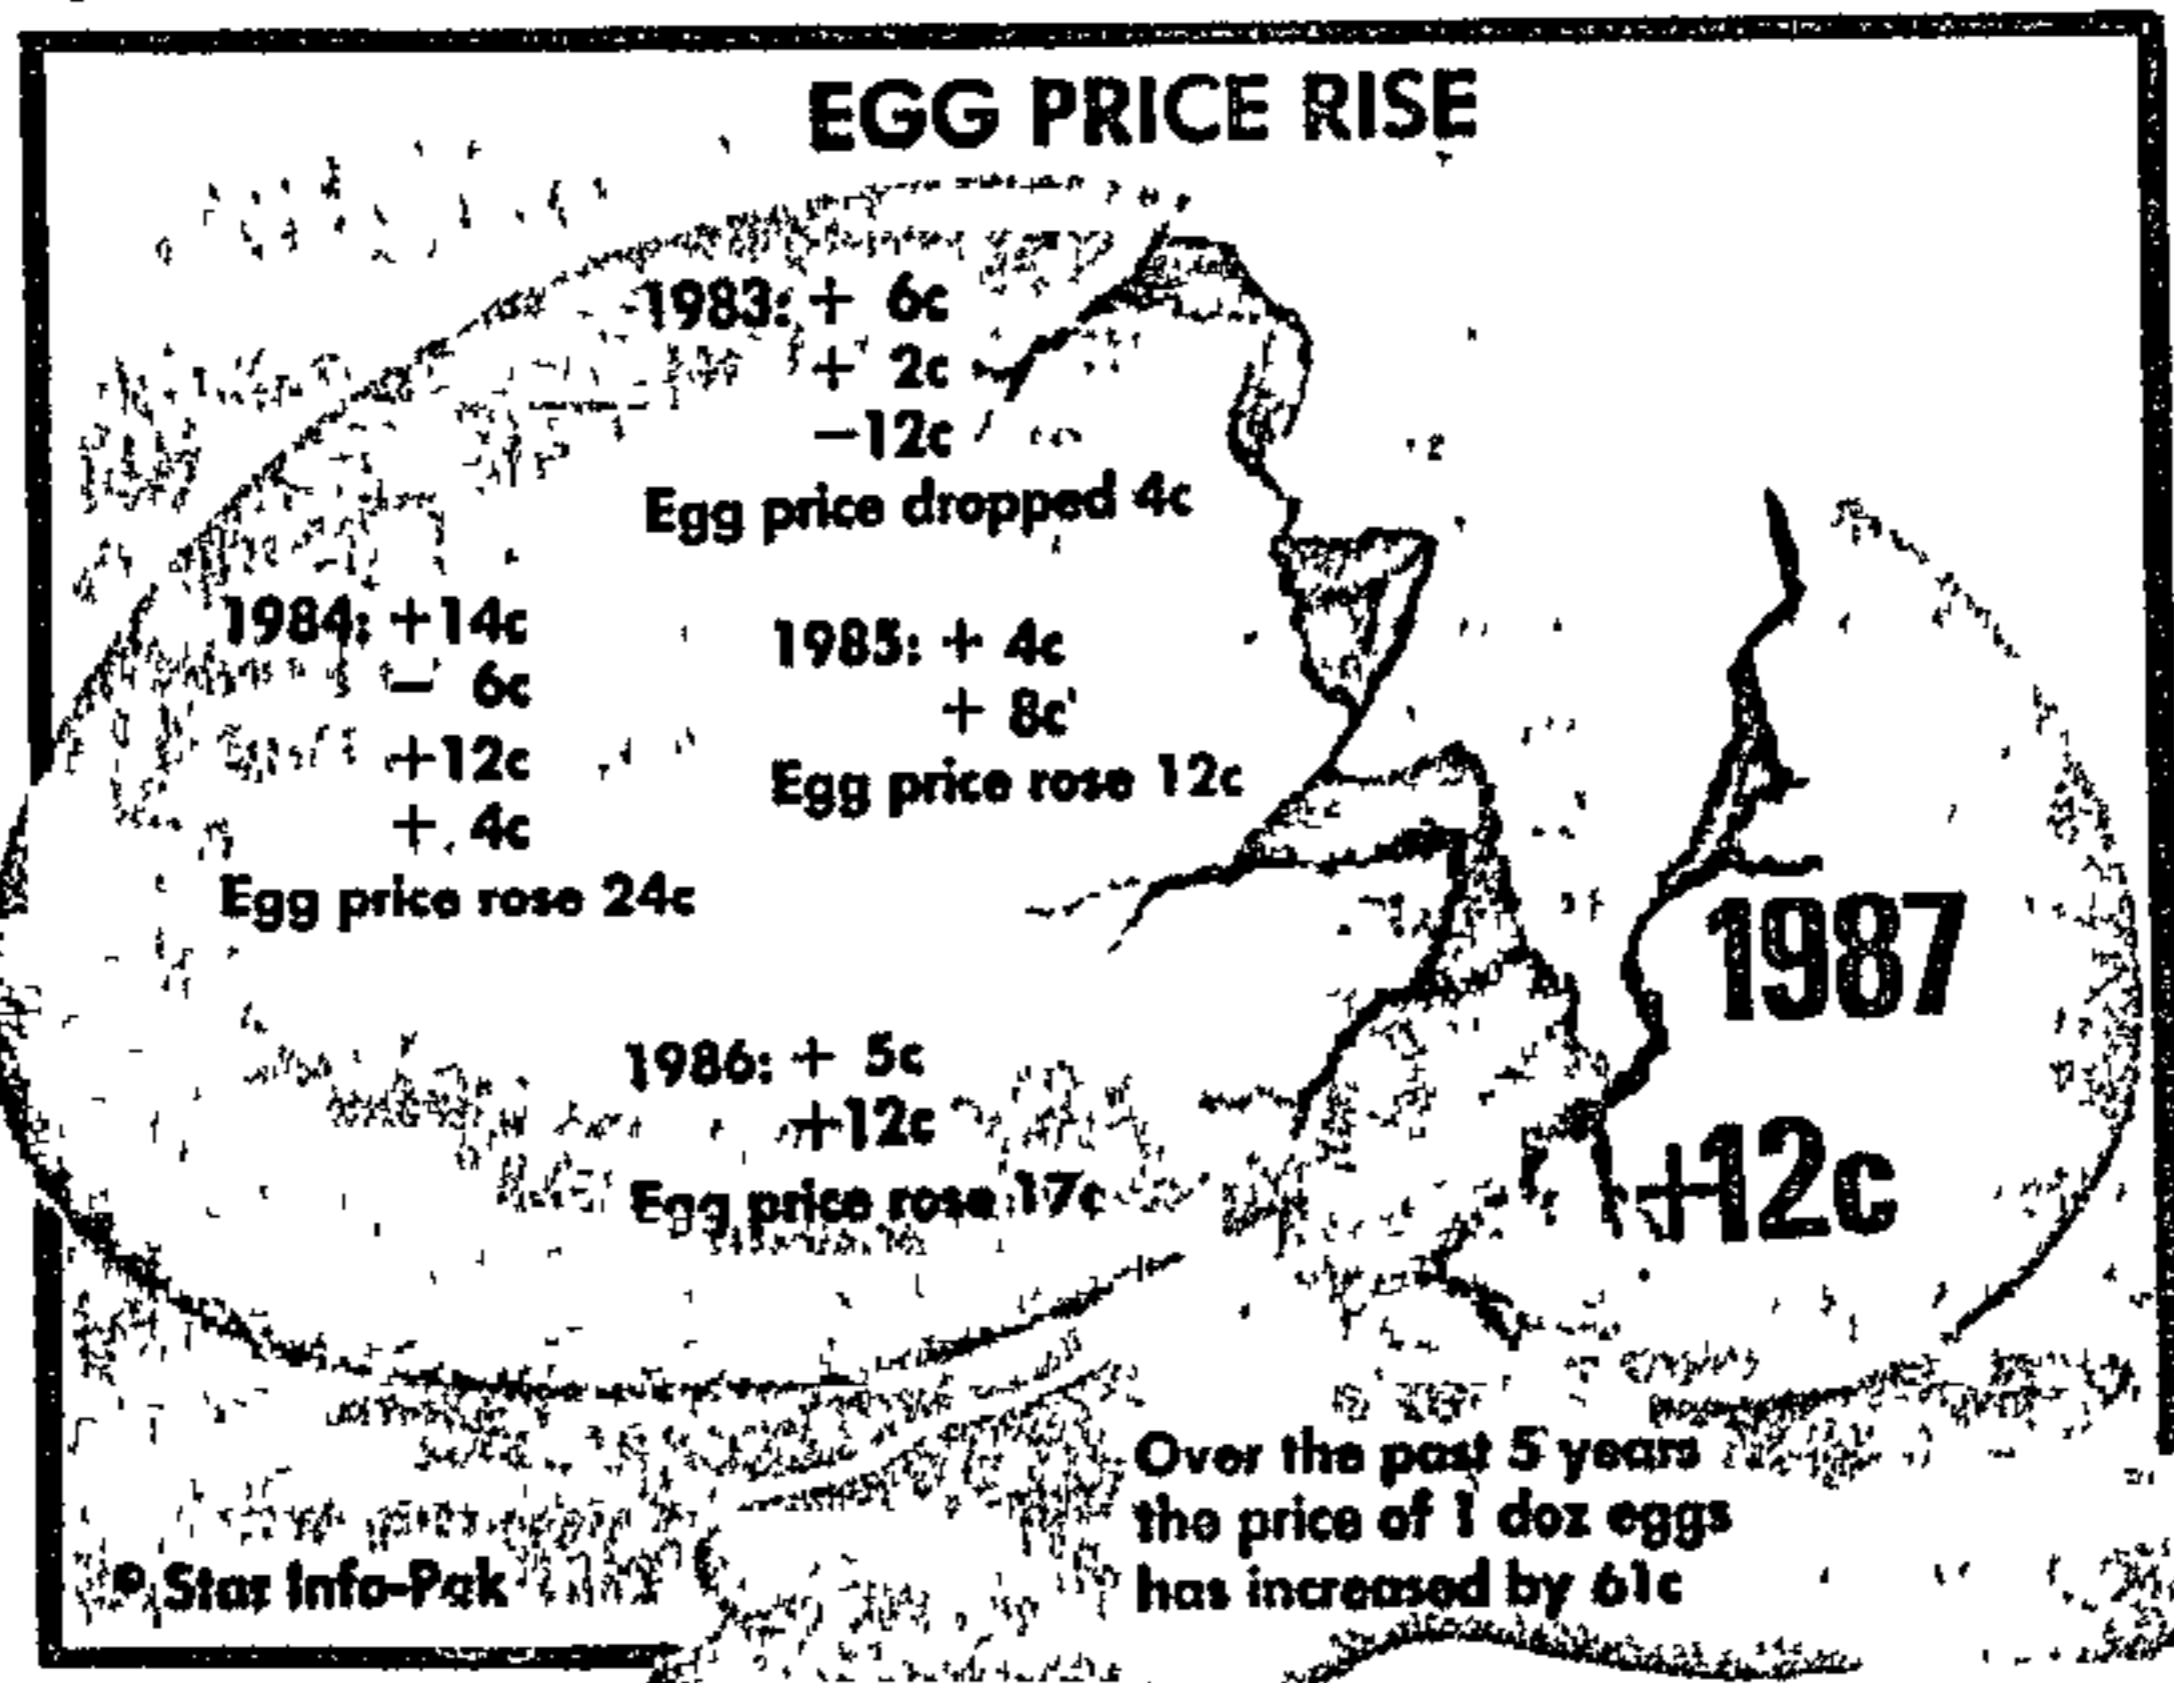 EGG PRICE RISE
1983: + 6c
+ 2c
−12c
Egg price dropped 4c
1984: +14c
− 6c
+12c
+ 4c
Egg price rose 24c
1985: + 4c
+ 8c
Egg price rose 12c
1986: + 5c
+12c
Egg price rose 17c
1987
+12c
Over the past 5 years
the price of 1 doz eggs
has increased by 61c
© Star Info-Pak